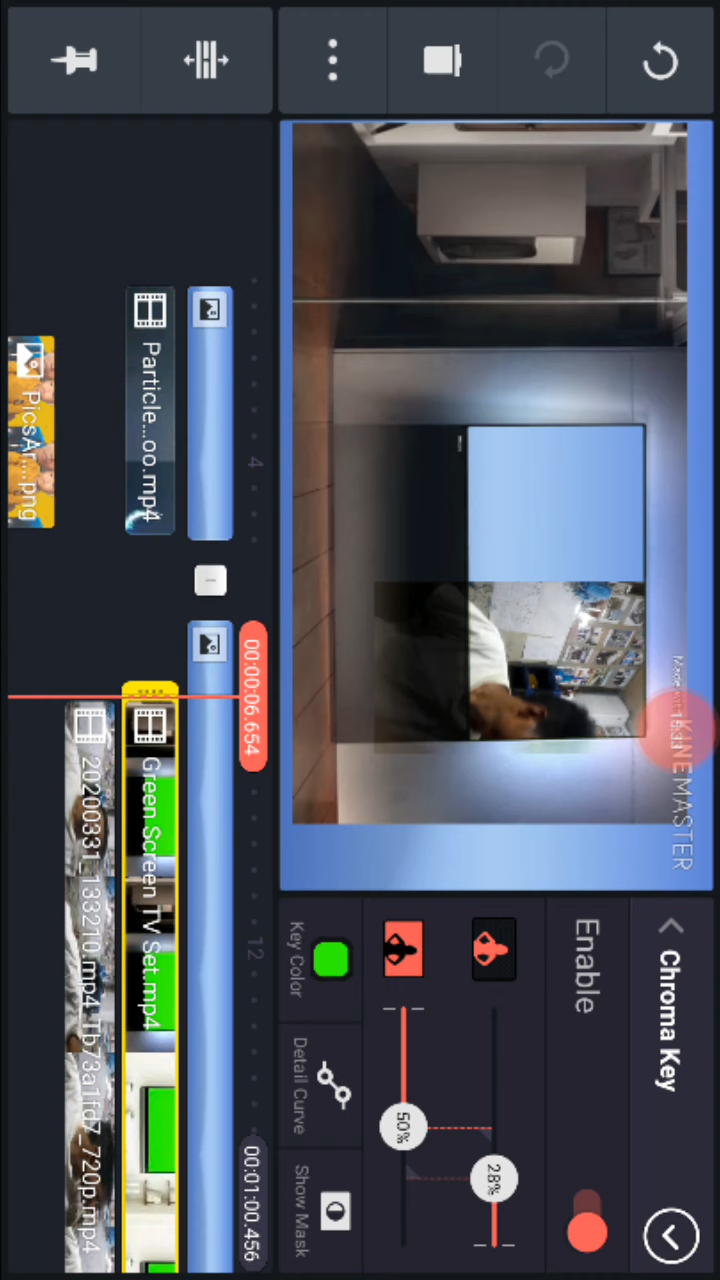 Chroma Key
Enable
28%
50%
Key Color
Detail Curve
Show Mask
KINEMASTER
4
12
00:00:06.654
00:01:00.456
Particle...oo.mp4
Green Screen TV Set.mp4
20200331_133210.mp4_1b73a1fd7_720p.mp4
PicsAr....png